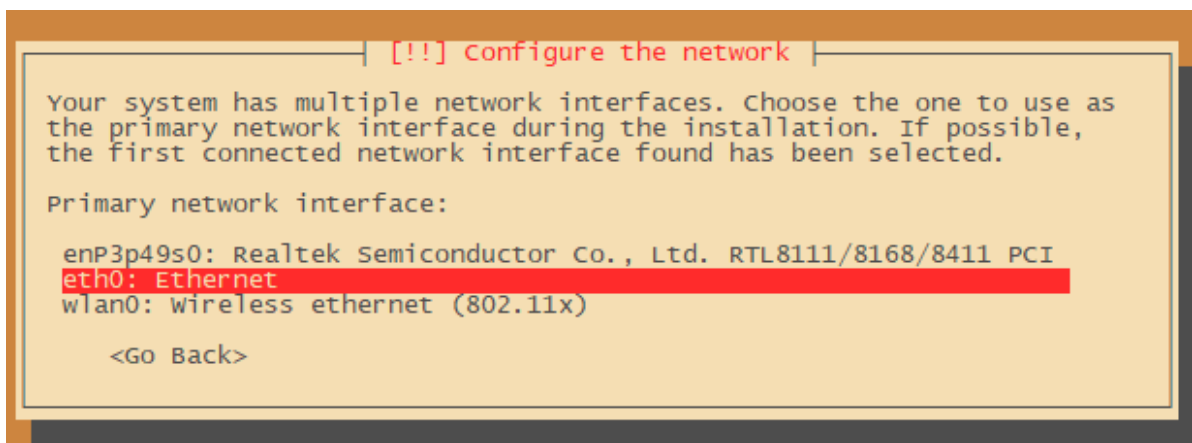 [!!] Configure the network
Your system has multiple network interfaces. Choose the one to use as
the primary network interface during the installation. If possible,
the first connected network interface found has been selected.
Primary network interface:
enP3p49s0: Realtek Semiconductor Co., Ltd. RTL8111/8168/8411 PCI
eth0: Ethernet
wlan0: Wireless ethernet (802.11x)
<Go Back>